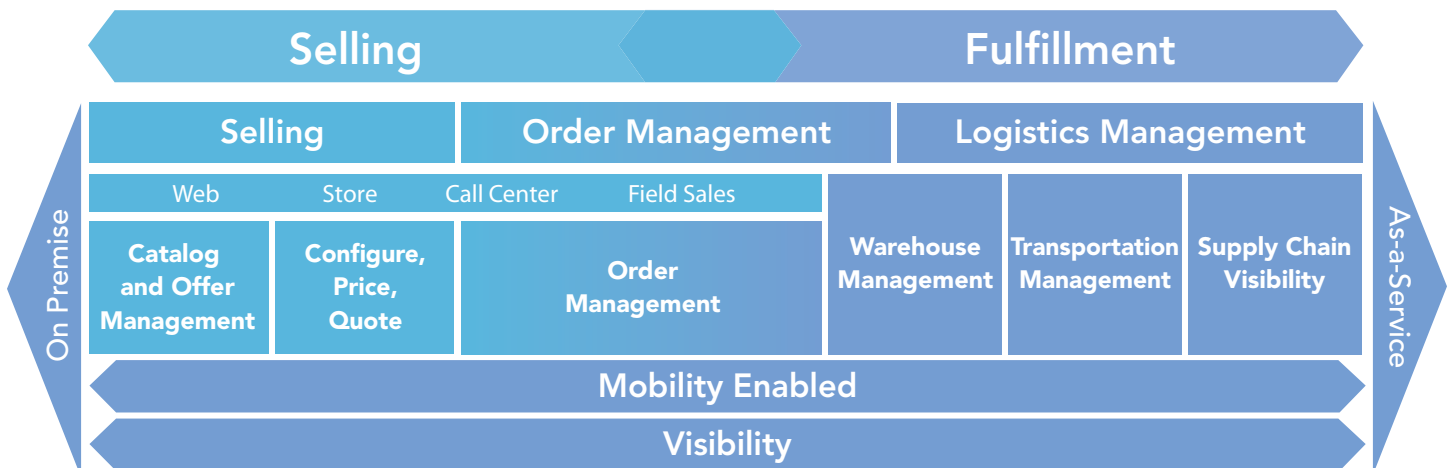 Selling
Fulfillment
Selling
Order Management
Logistics Management
Web
Store
Call Center
Field Sales
On Premise
Catalog
and Offer
Management
Configure,
Price,
Quote
Order
Management
Warehouse
Management
Transportation
Management
Supply Chain
Visibility
As-a-Service
Mobility Enabled
Visibility